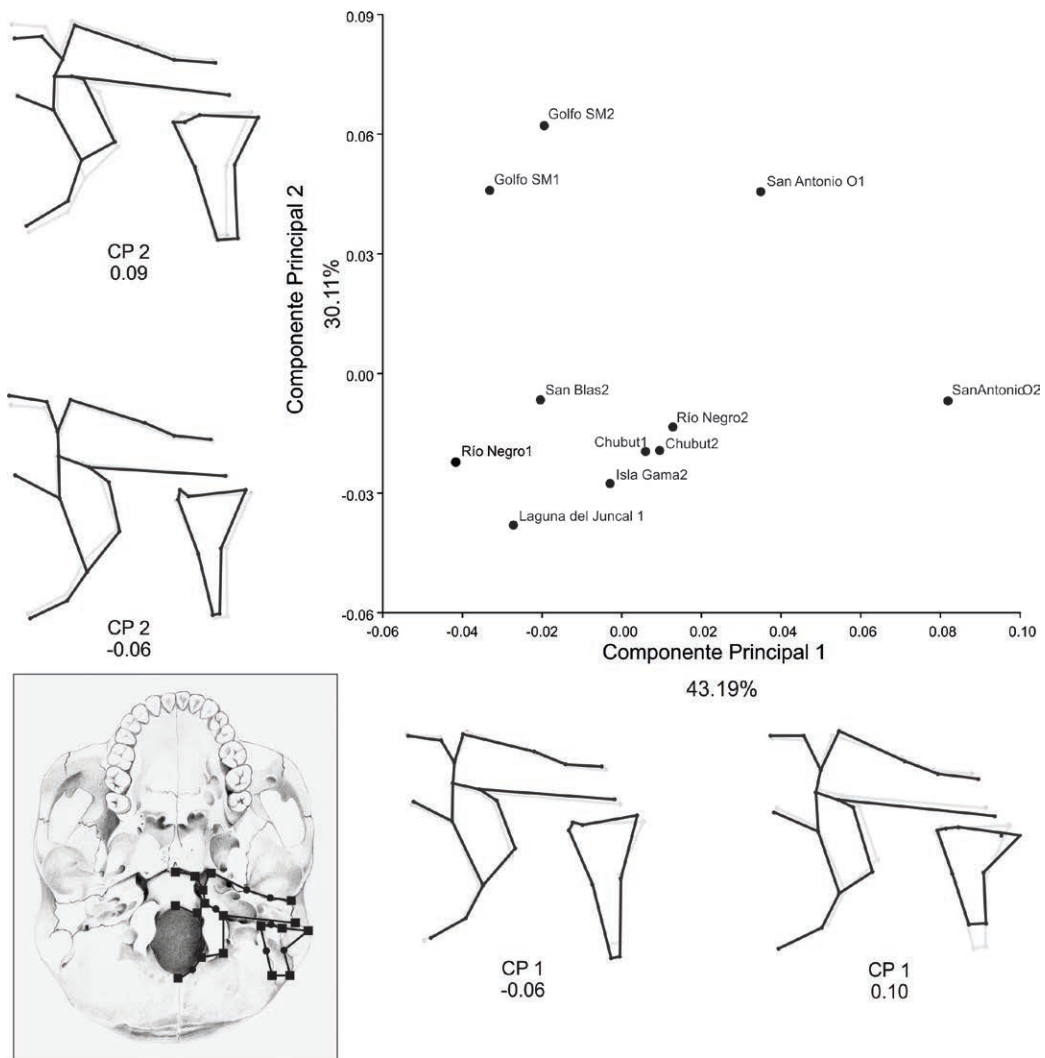 CP 2
0.09
CP 2
-0.06
Componente Principal 2
30.11%
0.09
0.06
0.03
0.00
-0.03
-0.06
Golfo SM2
Golfo SM1
San Antonio O1
San Blas2
SanAntonioO2
Río Negro2
Chubut1
Chubut2
Río Negro1
Isla Gama2
Laguna del Juncal 1
-0.06
-0.04
-0.02
0.00
0.02
0.04
0.06
0.08
0.10
Componente Principal 1
43.19%
CP 1
-0.06
CP 1
0.10